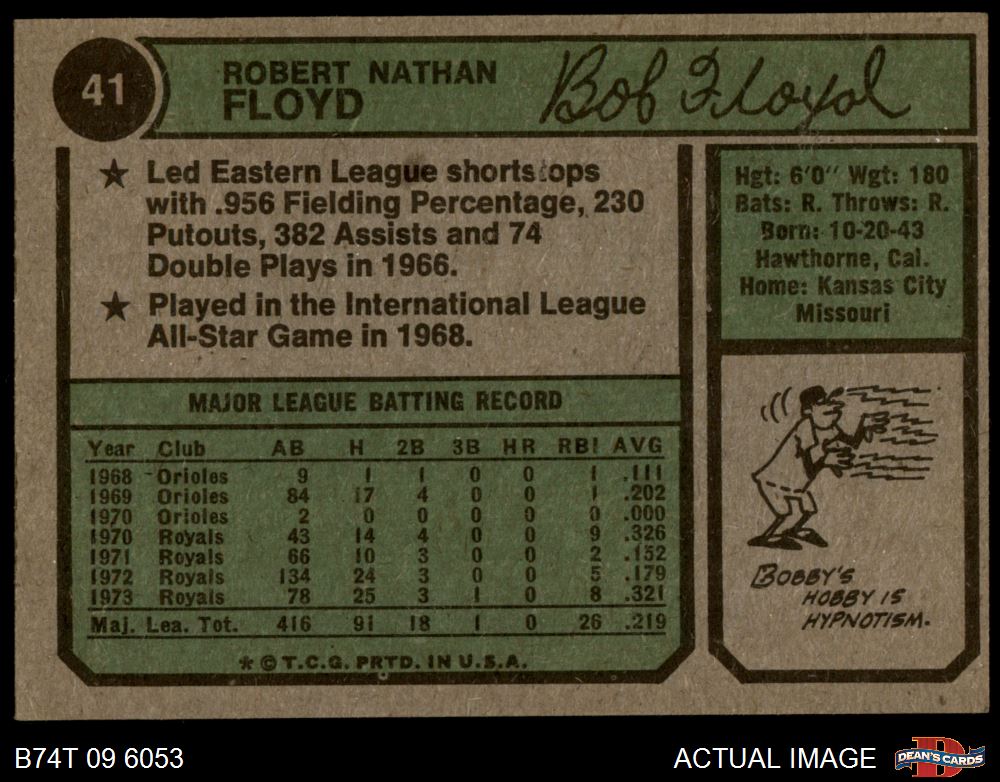 41
ROBERT NATHAN
FLOYD
Bob Floyd
★ Led Eastern League shortstops
with .956 Fielding Percentage, 230
Putouts, 382 Assists and 74
Double Plays in 1966.
★ Played in the International League
All-Star Game in 1968.
Hgt: 6'0" Wgt: 180
Bats: R. Throws: R.
Born: 10-20-43
Hawthorne, Cal.
Home: Kansas City
Missouri
MAJOR LEAGUE BATTING RECORD
Year Club AB H 2B 3B HR RBI AVG
1968 Orioles 9 1 1 0 0 1 .111
1969 Orioles 84 17 4 0 0 1 .202
1970 Orioles 2 0 0 0 0 0 .000
1970 Royals 43 14 4 0 0 9 .326
1971 Royals 66 10 3 0 0 2 .152
1972 Royals 134 24 3 0 0 5 .179
1973 Royals 78 25 3 1 0 8 .321
Maj. Lea. Tot. 416 91 18 1 0 26 .219
* © T.C.G. PRTD. IN U.S.A.
BOBBY'S
HOBBY IS
HYPNOTISM.
B74T 09 6053
ACTUAL IMAGE
DEAN'S CARDS